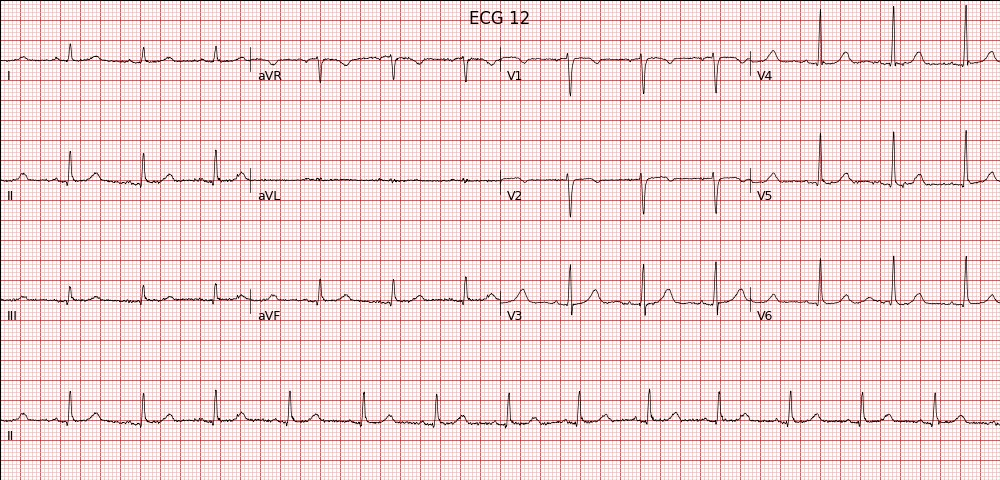 ECG 12
I aVR V1 V4
II aVL V2 V5
III aVF V3 V6
II